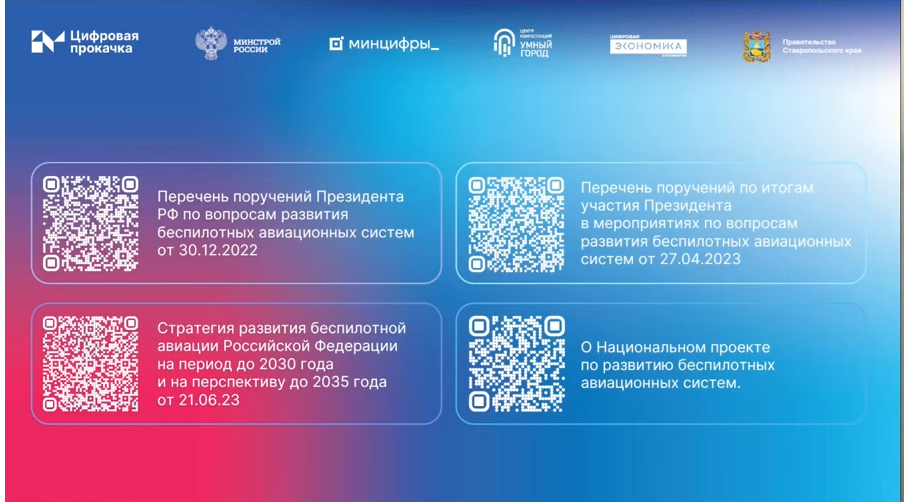 Цифровая
прокачка
МИНСТРОЙ
РОССИИ
минцифры_
ЦЕНТР
КОМПЕТЕНЦИЙ
УМНЫЙ
ГОРОД
ЦИФРОВАЯ
ЭКОНОМИКА
Правительство
Ставропольского края
Перечень поручений Президента
РФ по вопросам развития
беспилотных авиационных систем
от 30.12.2022
Перечень поручений по итогам
участия Президента
в мероприятиях по вопросам
развития беспилотных авиационных
систем от 27.04.2023
Стратегия развития беспилотной
авиации Российской Федерации
на период до 2030 года
и на перспективу до 2035 года
от 21.06.23
О Национальном проекте
по развитию беспилотных
авиационных систем.